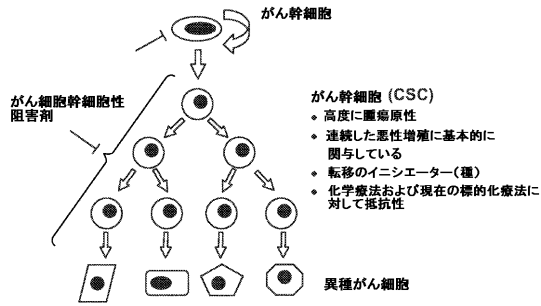 がん幹細胞
がん細胞幹細胞性
阻害剤
がん幹細胞 (CSC)
高度に腫瘍原性
連続した悪性増殖に基本的に
関与している
転移のイニシエーター(種)
化学療法および現在の標的化療法に
対して抵抗性
異種がん細胞